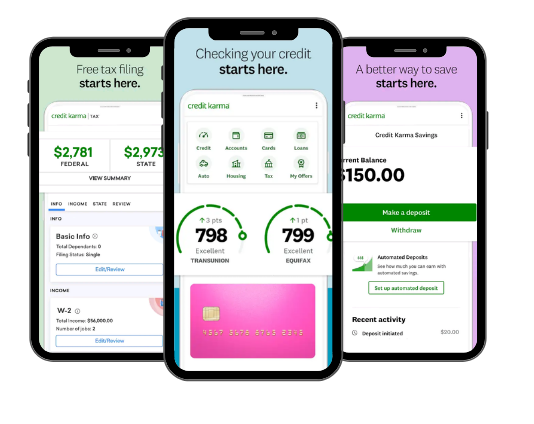 Free tax filing
starts here.
credit karma | TAX
$2,781
FEDERAL
$2,973
STATE
VIEW SUMMARY
INFO INCOME STATE REVIEW
INFO
Basic Info
Total Dependents: 0
Filing Status: Single
Edit/Review
INCOME
W-2
Total Income: $56,000.00
Number of jobs: 2
Edit/Review
Checking your credit
starts here.
credit karma
Credit Accounts Cards Loans
Auto Housing Tax My Offers
3 pts
798
Excellent
TRANSUNION
1 pt
799
Excellent
EQUIFAX
4567 5678 8763 2345
A better way to save
starts here.
credit karma
Credit Karma Savings
rrent Balance
$150.00
Make a deposit
Withdraw
Automated Deposits
See how much you can earn with
automated savings.
Set up automated deposit
Recent activity
Deposit initiated $20.00